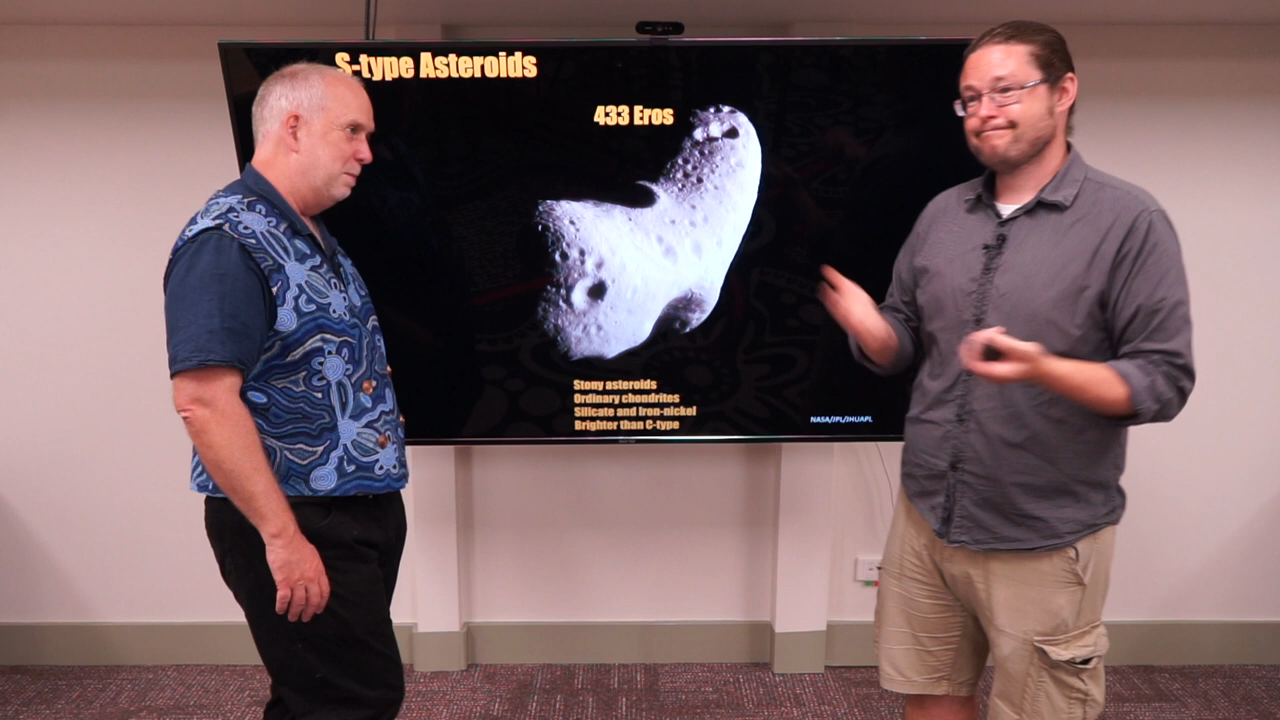 S-type Asteroids
433 Eros
Stony asteroids
Ordinary chondrites
Silicate and Iron-nickel
Brighter than C-type
NASA/JPL/JHUAPL